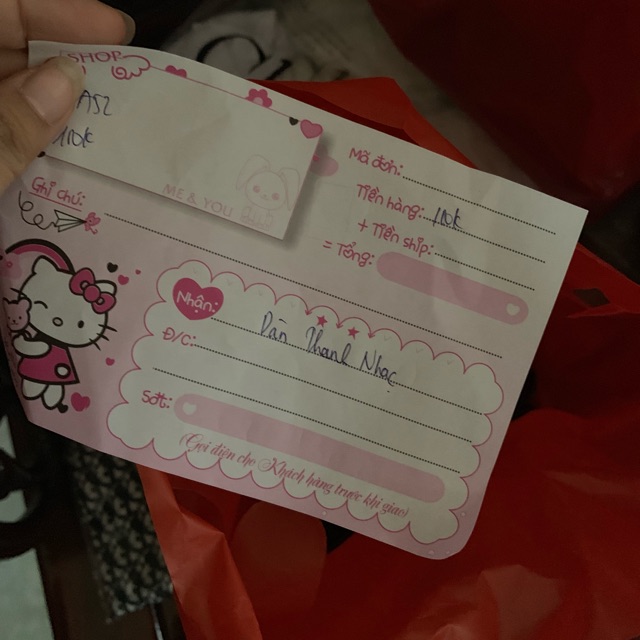 SHOP
A52
110k
ME & YOU
Mã đơn:
Tiền hàng: 110k
+ Tiền ship:
= Tổng:
Ghi chú:
Nhận: Thanh Nhạc
Đ/C:
Sđt:
(Gọi điện cho Khách hàng trước khi giao)